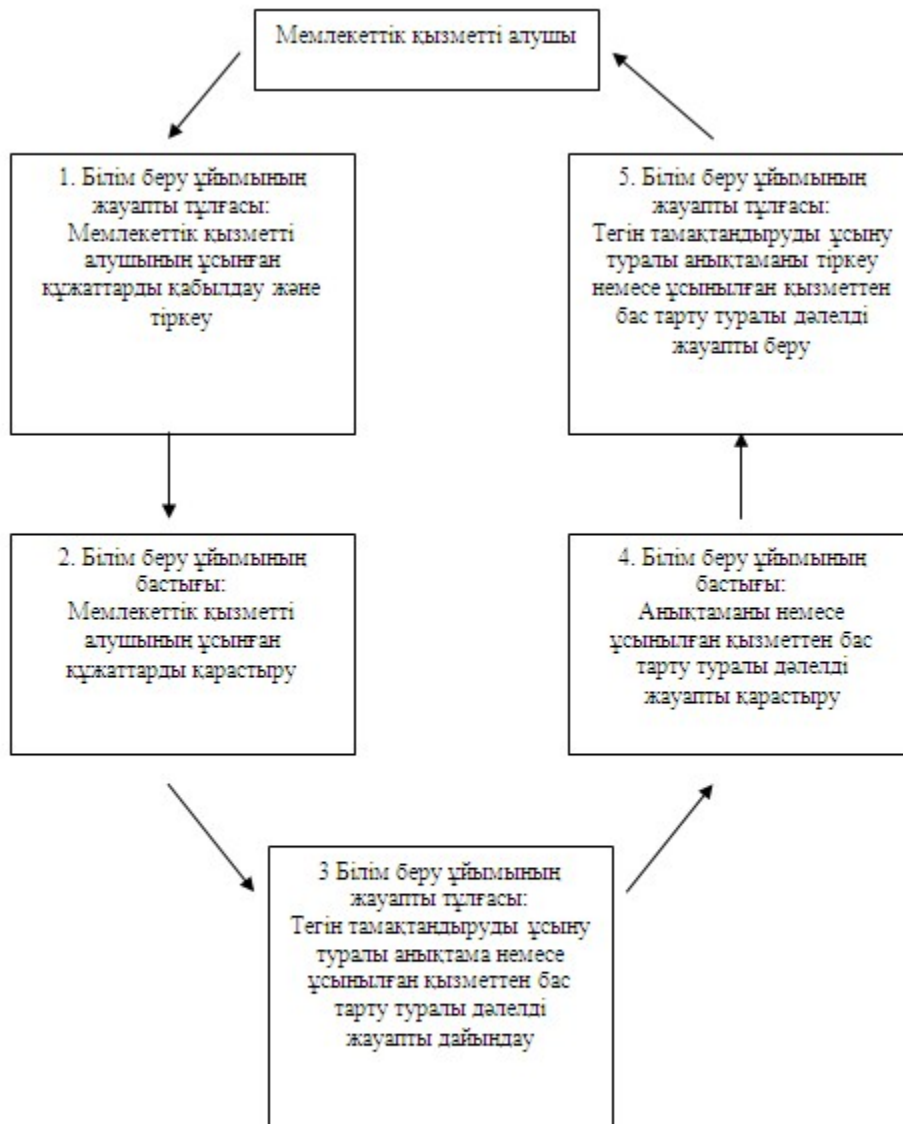 Мемлекеттік қызметті алушы
1. Білім беру ұйымының
жауапты тұлғасы:
Мемлекеттік қызметті
алушының ұсынған
құжаттарды қабылдау және
тіркеу
2. Білім беру ұйымының
бастығы:
Мемлекеттік қызметті
алушының ұсынған
құжаттарды қарастыру
3 Білім беру ұйымының
жауапты тұлғасы:
Тегін тамақтандыруды ұсыну
туралы анықтама немесе
ұсынылған қызметтен бас
тарту туралы дәлелді
жауапты дайындау
4. Білім беру ұйымының
бастығы:
Анықтаманы немесе
ұсынылған қызметтен бас
тарту туралы дәлелді
жауапты қарастыру
5. Білім беру ұйымының
жауапты тұлғасы:
Тегін тамақтандыруды ұсыну
туралы анықтаманы тіркеу
немесе ұсынылған қызметтен
бас тарту туралы дәлелді
жауапты беру